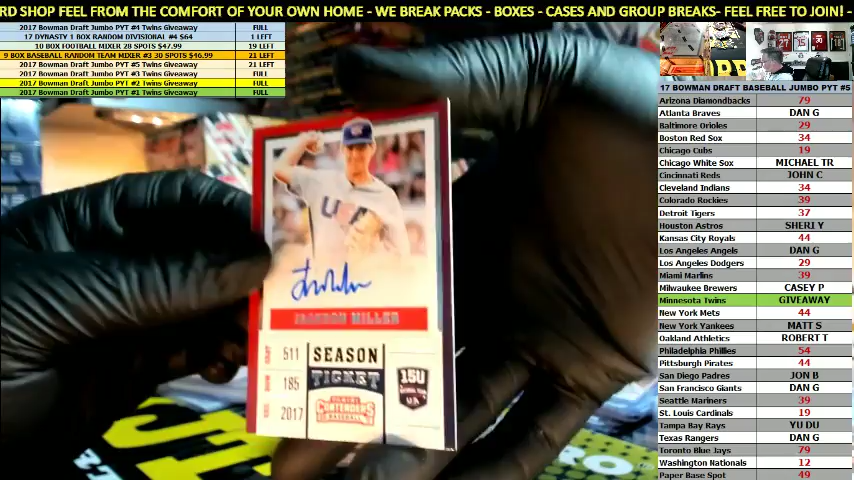 RD SHOP FEEL FROM THE COMFORT OF YOUR OWN HOME - WE BREAK PACKS - BOXES - CASES AND GROUP BREAKS- FEEL FREE TO JOIN! -
2017 Bowman Draft Jumbo PYT #4 Twins Giveaway FULL
17 DYNASTY 1 BOX RANDOM DIVISIONAL #4 $64 1 LEFT
10 BOX FOOTBALL MIXER 28 SPOTS $47.99 19 LEFT
9 BOX BASEBALL RANDOM TEAM MIXER #3 30 SPOTS $46.99 21 LEFT
2017 Bowman Draft Jumbo PYT #5 Twins Giveaway 21 LEFT
2017 Bowman Draft Jumbo PYT #3 Twins Giveaway FULL
2017 Bowman Draft Jumbo PYT #2 Twins Giveaway FULL
2017 Bowman Draft Jumbo PYT #1 Twins Giveaway FULL
MILLER
511
185
2017
SEASON
TICKET
15U
PANINI
CONTENDERS
BASEBALL
17 BOWMAN DRAFT BASEBALL JUMBO PYT #5
Arizona Diamondbacks 79
Atlanta Braves DAN G
Baltimore Orioles 29
Boston Red Sox 34
Chicago Cubs 19
Chicago White Sox MICHAEL TR
Cincinnati Reds JOHN C
Cleveland Indians 34
Colorado Rockies 39
Detroit Tigers 37
Houston Astros SHERI Y
Kansas City Royals 44
Los Angeles Angels DAN G
Los Angeles Dodgers 29
Miami Marlins 39
Milwaukee Brewers CASEY P
Minnesota Twins GIVEAWAY
New York Mets 44
New York Yankees MATT S
Oakland Athletics ROBERT T
Philadelphia Phillies 54
Pittsburgh Pirates 44
San Diego Padres JON B
San Francisco Giants DAN G
Seattle Mariners 39
St. Louis Cardinals 19
Tampa Bay Rays YU DU
Texas Rangers DAN G
Toronto Blue Jays 79
Washington Nationals 12
Paper Base Spot 49